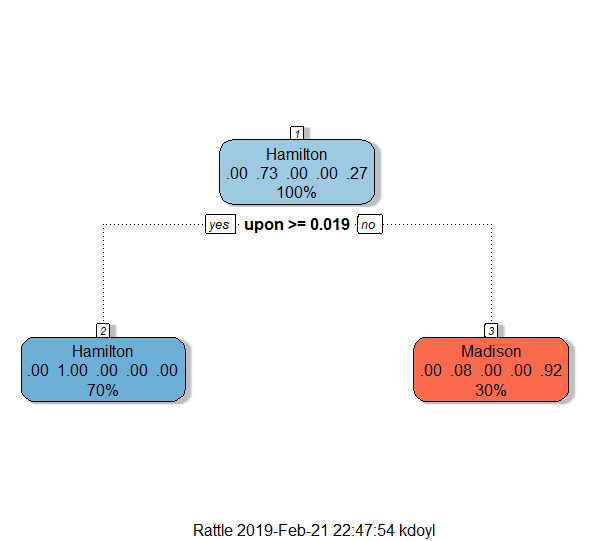 1
Hamilton
.00 .73 .00 .00 .27
100%
yes upon >= 0.019 no
2
Hamilton
.00 1.00 .00 .00 .00
70%
3
Madison
.00 .08 .00 .00 .92
30%
Rattle 2019-Feb-21 22:47:54 kdoyl